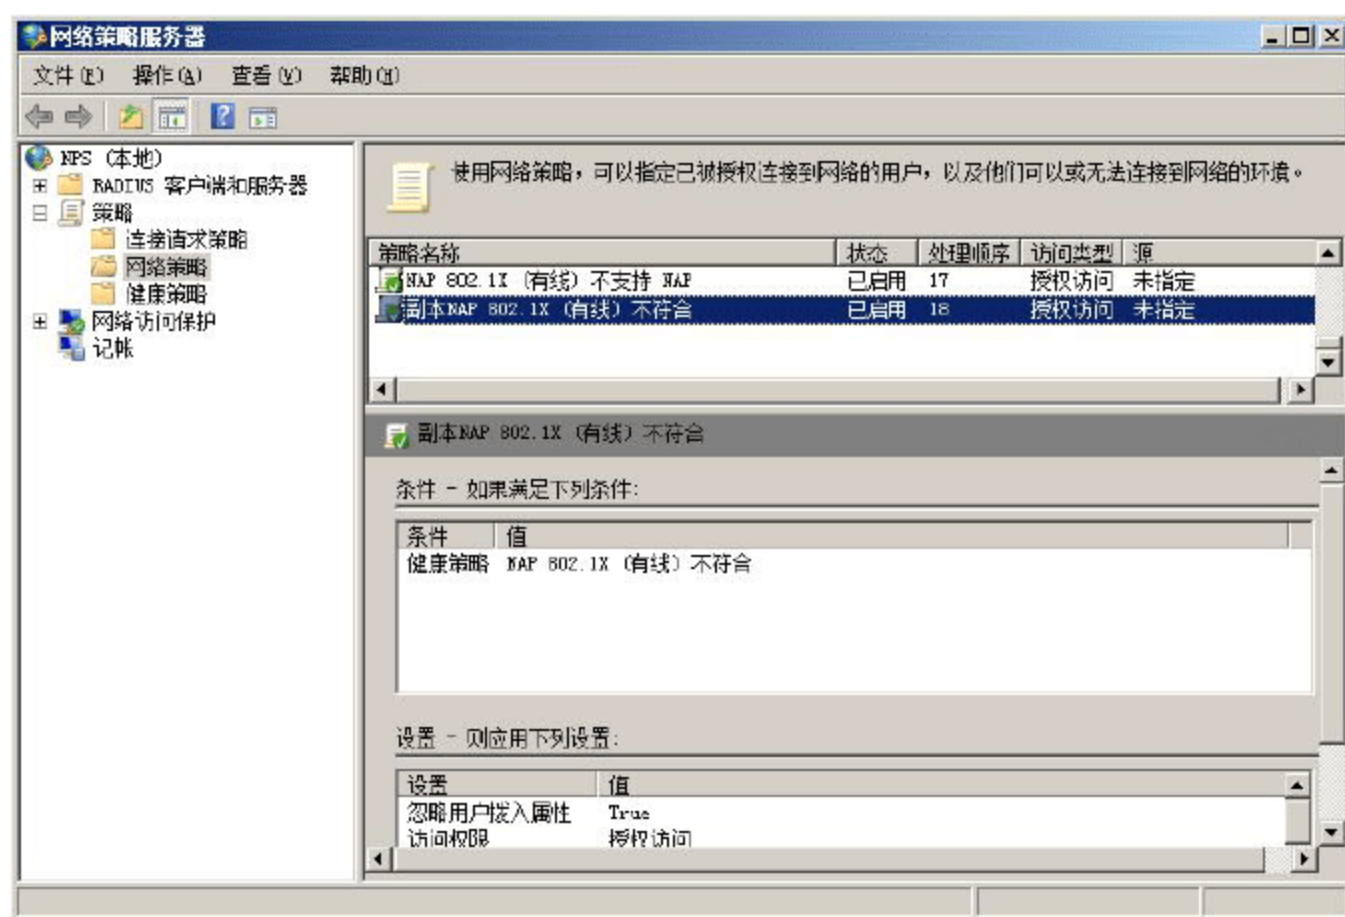 网络策略服务器
文件(F) 操作(A) 查看(V) 帮助(H)
NPS (本地)
RADIUS 客户端和服务器
策略
连接请求策略
网络策略
健康策略
网络访问保护
记帐
使用网络策略，可以指定已被授权连接到网络的用户，以及他们可以或无法连接到网络的环境。
策略名称 状态 处理顺序 访问类型 源
NAP 802.1X (有线) 不支持 NAP 已启用 17 授权访问 未指定
副本NAP 802.1X (有线) 不符合 已启用 18 授权访问 未指定
副本NAP 802.1X (有线) 不符合
条件 - 如果满足下列条件:
条件 值
健康策略 NAP 802.1X (有线) 不符合
设置 - 则应用下列设置:
设置 值
忽略用户拨入属性 True
访问权限 授权访问